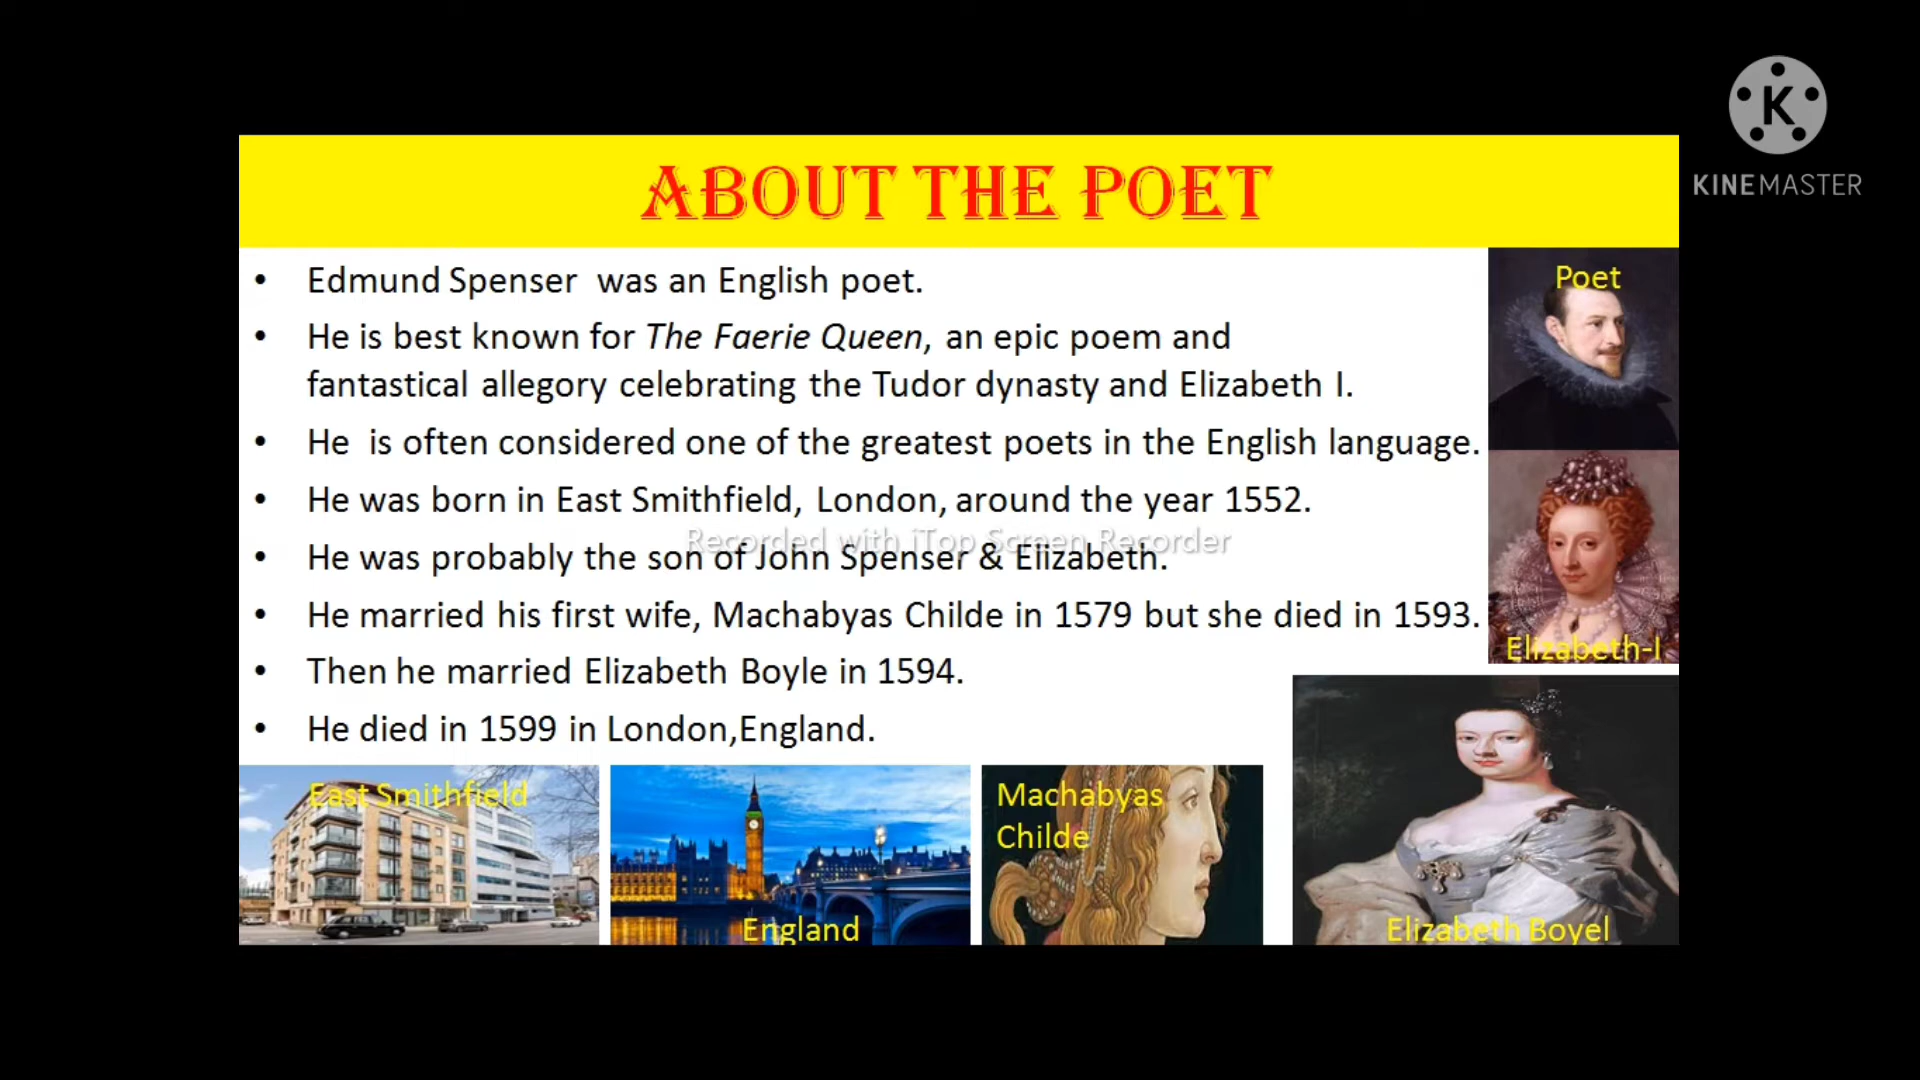 K
KINEMASTER
ABOUT THE POET
• Edmund Spenser was an English poet.
• He is best known for The Faerie Queen, an epic poem and
fantastical allegory celebrating the Tudor dynasty and Elizabeth I.
• He is often considered one of the greatest poets in the English language.
• He was born in East Smithfield, London, around the year 1552.
Recorded with iTop Screen Recorder
• He was probably the son of John Spenser & Elizabeth.
• He married his first wife, Machabyas Childe in 1579 but she died in 1593.
• Then he married Elizabeth Boyle in 1594.
• He died in 1599 in London,England.
Poet
Elizabeth-I
East Smithfield
England
Machabyas
Childe
Elizabeth Boyel